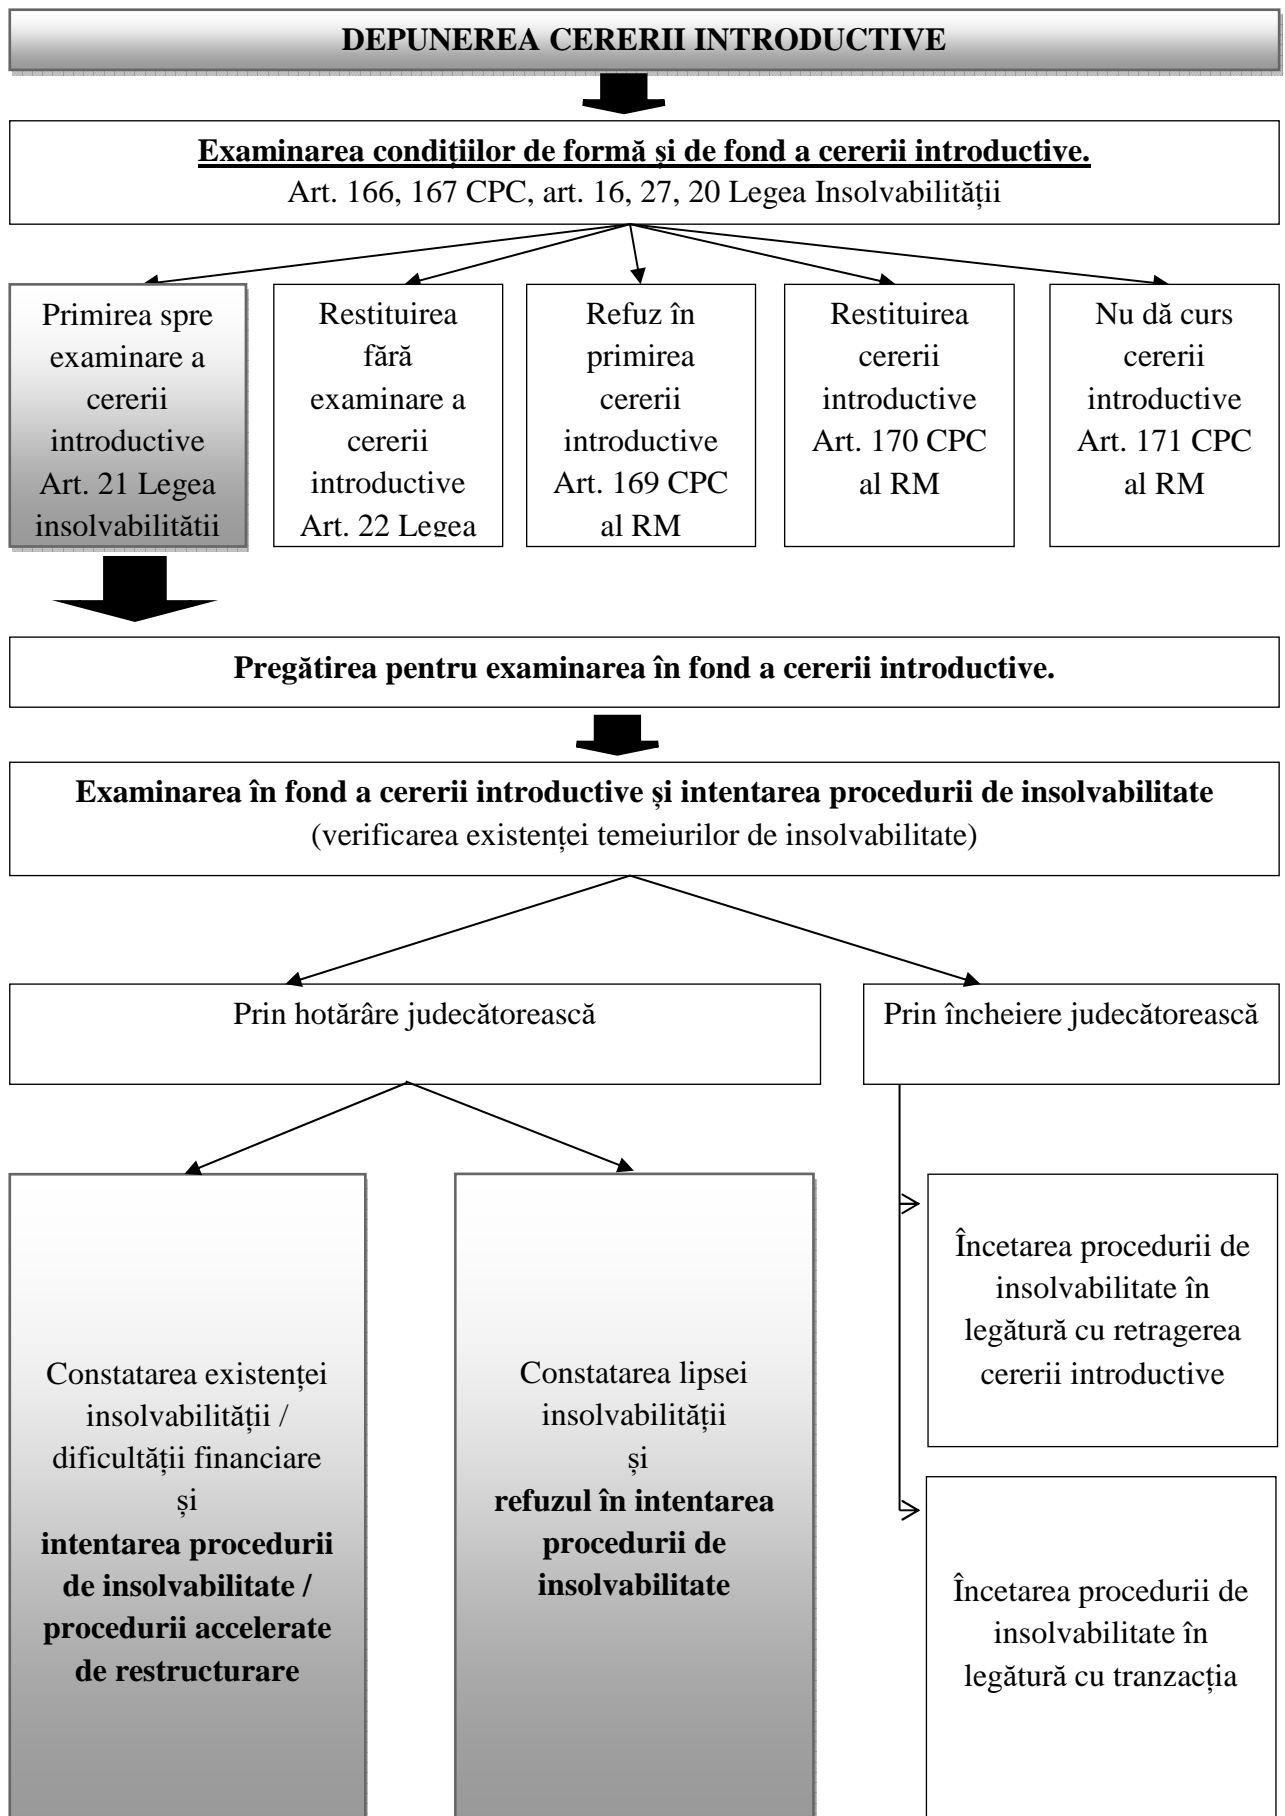 DEPUNEREA CERERII INTRODUCTIVE
Examinarea condițiilor de formă și de fond a cererii introductive.
Art. 166, 167 CPC, art. 16, 27, 20 Legea Insolvabilității
Primirea spre
examinare a
cererii
introductive
Art. 21 Legea
insolvabilității
Restituirea
fără
examinare a
cererii
introductive
Art. 22 Legea
Refuz în
primirea
cererii
introductive
Art. 169 CPC
al RM
Restituirea
cererii
introductive
Art. 170 CPC
al RM
Nu dă curs
cererii
introductive
Art. 171 CPC
al RM
Pregătirea pentru examinarea în fond a cererii introductive.
Examinarea în fond a cererii introductive și intentarea procedurii de insolvabilitate
(verificarea existenței temeiurilor de insolvabilitate)
Prin hotărâre judecătorească
Prin încheiere judecătorească
Constatarea existenței
insolvabilității /
dificultății financiare
și
intentarea procedurii
de insolvabilitate /
procedurii accelerate
de restructurare
Constatarea lipsei
insolvabilității
și
refuzul în intentarea
procedurii de
insolvabilitate
Încetarea procedurii de
insolvabilitate în
legătură cu retragerea
cererii introductive
Încetarea procedurii de
insolvabilitate în
legătură cu tranzacția